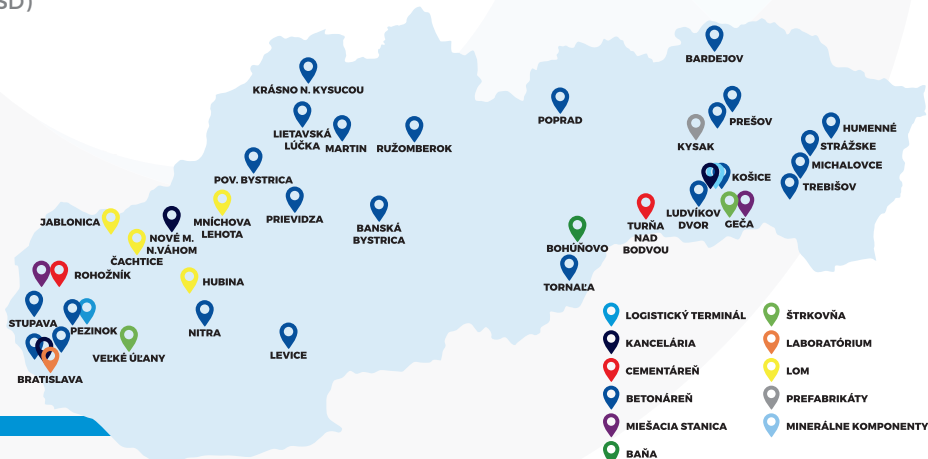 SD)
BARDEJOV
KRÁSNO N. KYSUCOU
POPRAD
PREŠOV
LIETAVSKÁ
LÚČKA
MARTIN
RUŽOMBEROK
KYSAK
HUMENNÉ
STRÁŽSKE
MICHALOVCE
POV. BYSTRICA
KOŠICE
TREBIŠOV
PRIEVIDZA
MNÍCHOVA
LEHOTA
JABLONICA
BANSKÁ
BYSTRICA
LUDVÍKOV
DVOR
GEČA
TURŇA
NAD
BODVOU
NOVÉ M.
N.VÁHOM
ČACHTICE
BOHÚŇOVO
ROHOŽNÍK
HUBINA
TORNAĽA
STUPAVA
PEZINOK
NITRA
VEĽKÉ ÚĽANY
LEVICE
BRATISLAVA
LOGISTICKÝ TERMINÁL
KANCELÁRIA
CEMENTÁREŇ
BETONÁREŇ
MIEŠACIA STANICA
BAŇA
ŠTRKOVŇA
LABORATÓRIUM
LOM
PREFABRIKÁTY
MINERÁLNE KOMPONENTY